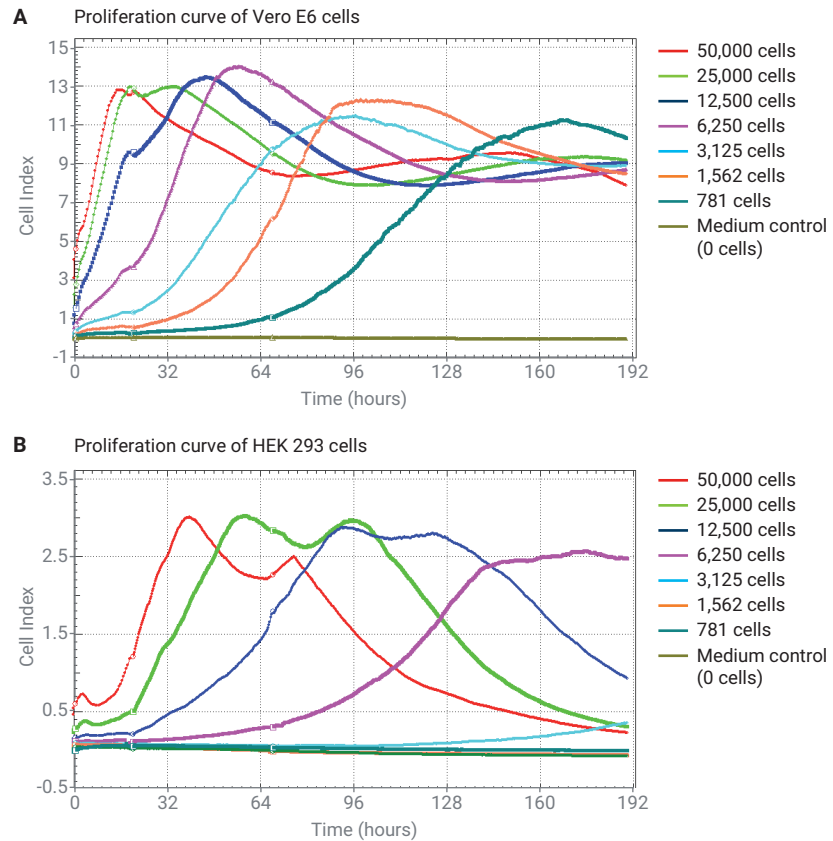 A Proliferation curve of Vero E6 cells
15
13
11
9
7
5
3
1
-1
Cell Index
0 32 64 96 128 160 192
Time (hours)
50,000 cells
25,000 cells
12,500 cells
6,250 cells
3,125 cells
1,562 cells
781 cells
Medium control
(0 cells)
B Proliferation curve of HEK 293 cells
3.5
2.5
1.5
0.5
-0.5
Cell Index
0 32 64 96 128 160 192
Time (hours)
50,000 cells
25,000 cells
12,500 cells
6,250 cells
3,125 cells
1,562 cells
781 cells
Medium control
(0 cells)